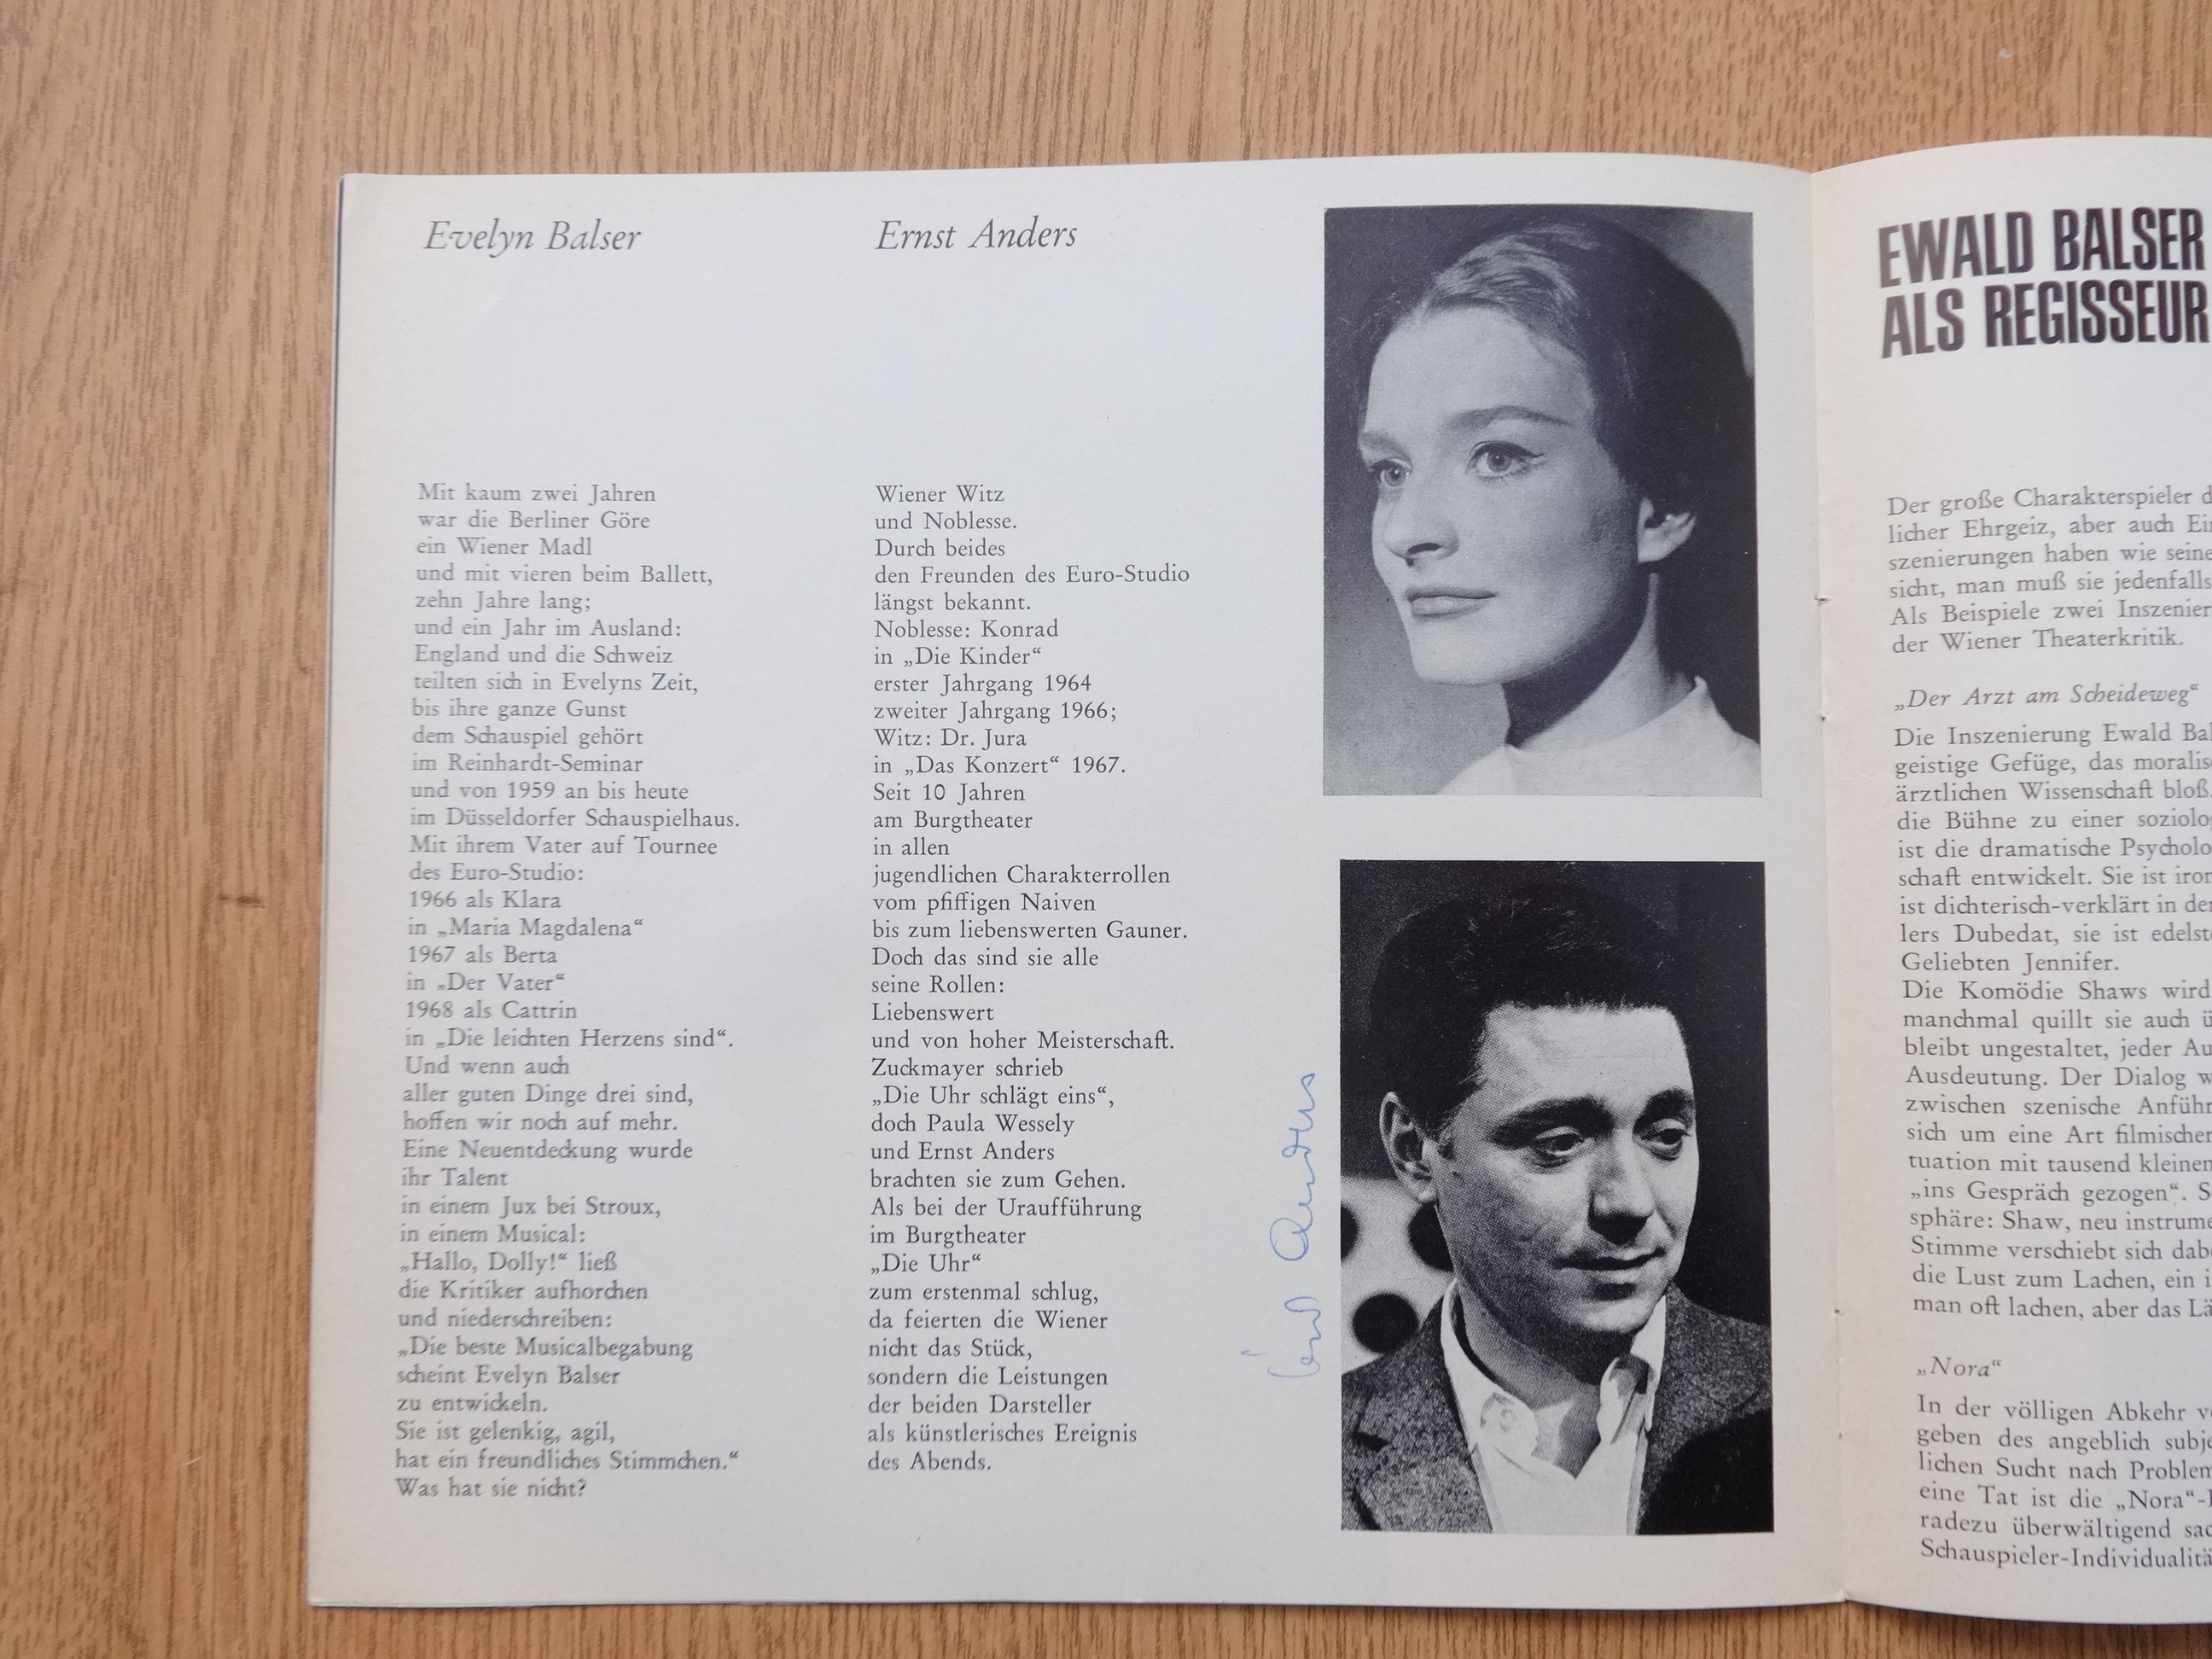 Evelyn Balser
Mit kaum zwei Jahren
war die Berliner Göre
ein Wiener Madl
und mit vieren beim Ballett,
zehn Jahre lang;
und ein Jahr im Ausland:
England und die Schweiz
teilten sich in Evelyns Zeit,
bis ihre ganze Gunst
dem Schauspiel gehört
im Reinhardt-Seminar
und von 1959 an bis heute
im Düsseldorfer Schauspielhaus.
Mit ihrem Vater auf Tournee
des Euro-Studio:
1966 als Klara
in „Maria Magdalena“
1967 als Berta
in „Der Vater“
1968 als Cattrin
in „Die leichten Herzens sind“.
Und wenn auch
aller guten Dinge drei sind,
hoffen wir noch auf mehr.
Eine Neuentdeckung wurde
ihr Talent
in einem Jux bei Stroux,
in einem Musical:
„Hallo, Dolly!“ ließ
die Kritiker aufhorchen
und niederschreiben:
„Die beste Musicalbegabung
scheint Evelyn Balser
zu entwickeln.
Sie ist gelenkig, agil,
hat ein freundliches Stimmchen.“
Was hat sie nicht?
Ernst Anders
Wiener Witz
und Noblesse.
Durch beides
den Freunden des Euro-Studio
längst bekannt.
Noblesse: Konrad
in „Die Kinder“
erster Jahrgang 1964
zweiter Jahrgang 1966;
Witz: Dr. Jura
in „Das Konzert“ 1967.
Seit 10 Jahren
am Burgtheater
in allen
jugendlichen Charakterrollen
vom pfiffigen Naiven
bis zum liebenswerten Gauner.
Doch das sind sie alle
seine Rollen:
Liebenswert
und von hoher Meisterschaft.
Zuckmayer schrieb
„Die Uhr schlägt eins“,
doch Paula Wessely
und Ernst Anders
brachten sie zum Gehen.
Als bei der Uraufführung
im Burgtheater
„Die Uhr“
zum erstenmal schlug,
da feierten die Wiener
nicht das Stück,
sondern die Leistungen
der beiden Darsteller
als künstlerisches Ereignis
des Abends.
Ernst Anders
EWALD BALSER
ALS REGISSEUR
Der große Charakterspieler
licher Ehrgeiz, aber auch
szenierungen haben wie seine
sicht, man muß sie jedenfalls
Als Beispiele zwei
der Wiener Theaterkritik.
„Der Arzt am Scheideweg“
Die Inszenierung Ewald
geistige Gefüge, das
ärztlichen Wissenschaft bloß,
die Bühne zu einer
ist die dramatische
schaft entwickelt. Sie ist
ist dichterisch-verklärt in
lers Dubedat, sie ist
Geliebten Jennifer.
Die Komödie Shaws wird
manchmal quillt sie auch
bleibt ungestaltet, jeder
Ausdeutung. Der Dialog
zwischen szenische
sich um eine Art filmischer
tuation mit tausend kleinen
„ins Gespräch gezogen“.
sphäre: Shaw, neu
Stimme verschiebt sich
die Lust zum Lachen, ein
man oft lachen, aber das
„Nora“
In der völligen Abkehr
geben des angeblich
lichen Sucht nach
eine Tat ist die „Nora“-
radezu überwältigend
Schauspieler-